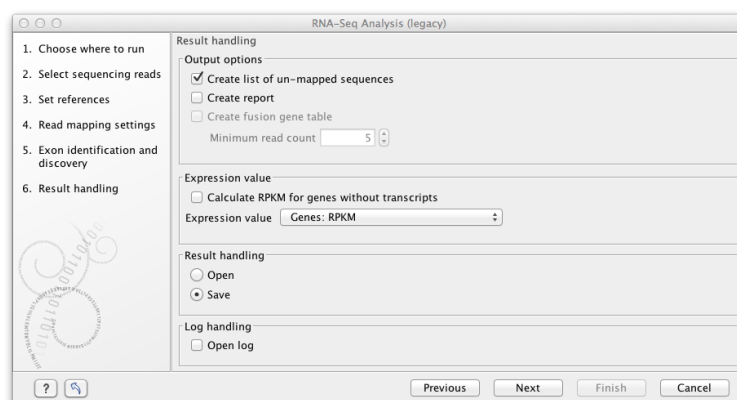 RNA-Seq Analysis (legacy)
1. Choose where to run
2. Select sequencing reads
3. Set references
4. Read mapping settings
5. Exon identification and
discovery
6. Result handling
Result handling
Output options
Create list of un-mapped sequences
Create report
Create fusion gene table
Minimum read count 5
Expression value
Calculate RPKM for genes without transcripts
Expression value Genes: RPKM
Result handling
Open
Save
Log handling
Open log
? Previous Next Finish Cancel